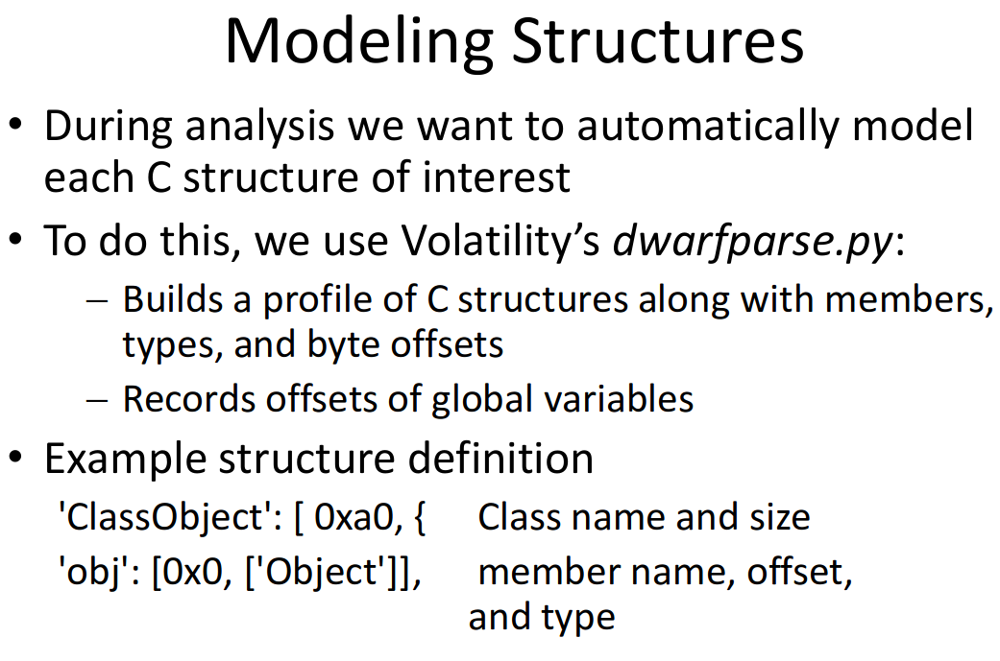 Modeling Structures
• During analysis we want to automatically model
each C structure of interest
• To do this, we use Volatility’s dwarfparse.py:
– Builds a profile of C structures along with members,
types, and byte offsets
– Records offsets of global variables
• Example structure definition
'ClassObject': [ 0xa0, { Class name and size
'obj': [0x0, ['Object']], member name, offset,
and type